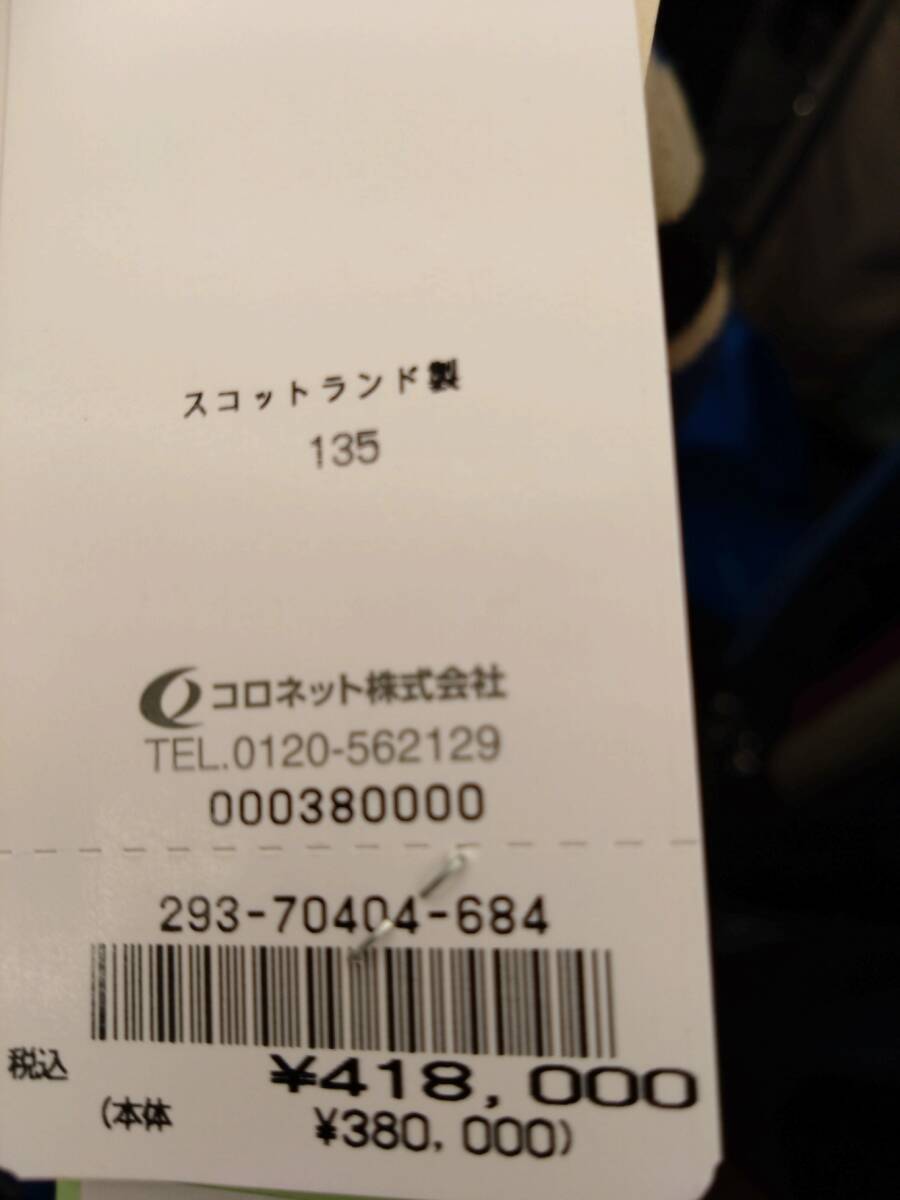 スコットランド製
135
コロネット株式会社
TEL.0120-562129
000380000
293-70404-684
税込 ¥418,000
(本体 ¥380,000)